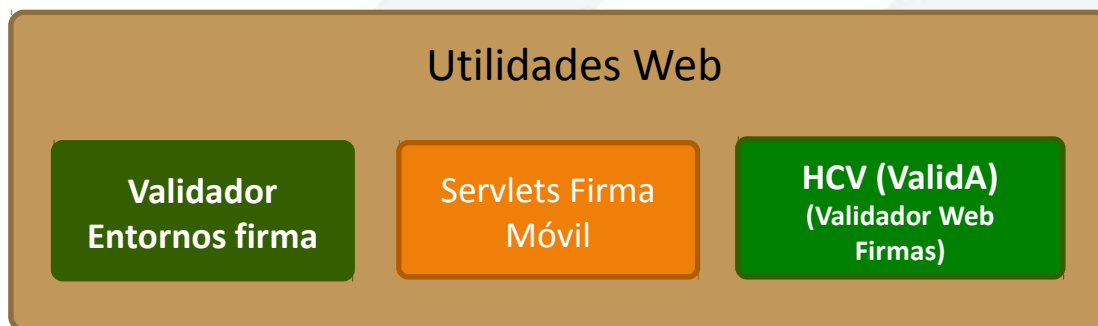 Utilidades Web
Validador
Entornos firma
Servlets Firma
Móvil
HCV (ValidA)
(Validador Web
Firmas)